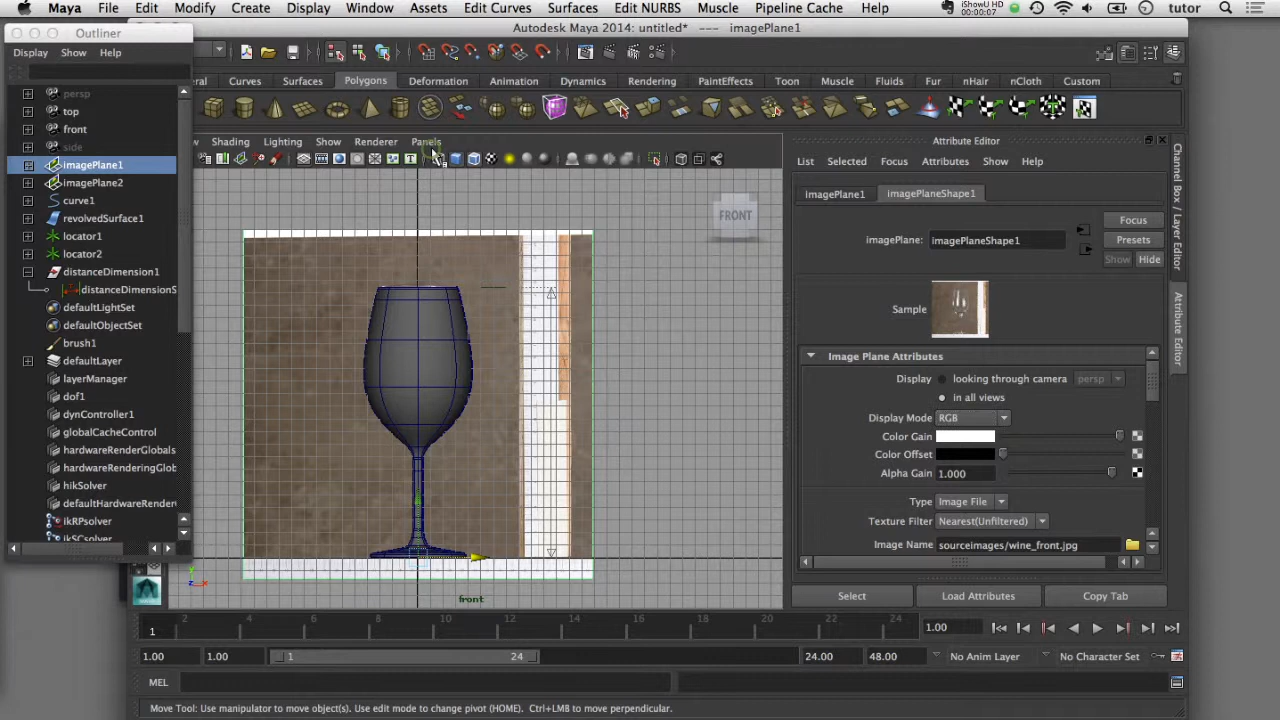 Maya File Edit Modify Create Display Window Assets Edit Curves Surfaces Edit NURBS Muscle Pipeline Cache iShowU HD 00:00:07 tutor
Outliner
Autodesk Maya 2014: untitled* --- imagePlane1
Display Show Help
Curves Surfaces Polygons Deformation Animation Dynamics Rendering PaintEffects Toon Muscle Fluids Fur nHair nCloth Custom
Shading Lighting Show Renderer Panels
persp
top
front
side
imagePlane1
imagePlane2
curve1
revolvedSurface1
locator1
locator2
distanceDimension1
distanceDimensionS
defaultLightSet
defaultObjectSet
brush1
defaultLayer
layerManager
dof1
dynController1
globalCacheControl
hardwareRenderGlobals
hardwareRenderingGlob
hikSolver
defaultHardwareRender
ikRPsolver
ikSCsolver
FRONT
front
y
z x
Attribute Editor
List Selected Focus Attributes Show Help
imagePlane1 imagePlaneShape1
Focus
imagePlane: imagePlaneShape1
Presets
Show Hide
Sample
Image Plane Attributes
Display looking through camera persp
in all views
Display Mode RGB
Color Gain
Color Offset
Alpha Gain 1.000
Type Image File
Texture Filter Nearest(Unfiltered)
Image Name sourceimages/wine_front.jpg
Select Load Attributes Copy Tab
Channel Box / Layer Editor
Attribute Editor
1 2 4 6 8 10 12 14 16 18 20 22 24 1.00
1.00 1.00 1 24 24.00 48.00 No Anim Layer No Character Set
MEL
Move Tool: Use manipulator to move object(s). Use edit mode to change pivot (HOME). Ctrl+LMB to move perpendicular.